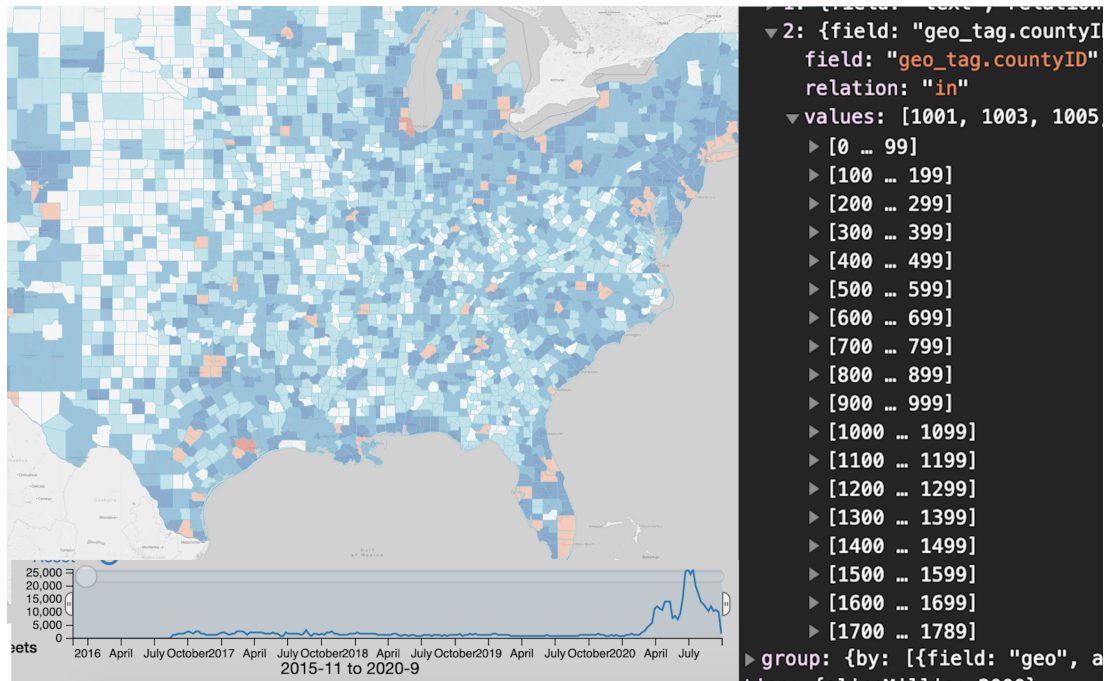 Gulf
of Mexico
25,000
20,000
15,000
10,000
5,000
0
eets
2016 April July October 2017 April July October 2018 April July October 2019 April July October 2020 April July
2015-11 to 2020-9
2: {field: "geo_tag.countyI
field: "geo_tag.countyID"
relation: "in"
values: [1001, 1003, 1005,
[0 … 99]
[100 … 199]
[200 … 299]
[300 … 399]
[400 … 499]
[500 … 599]
[600 … 699]
[700 … 799]
[800 … 899]
[900 … 999]
[1000 … 1099]
[1100 … 1199]
[1200 … 1299]
[1300 … 1399]
[1400 … 1499]
[1500 … 1599]
[1600 … 1699]
[1700 … 1789]
group: {by: [{field: "geo", a